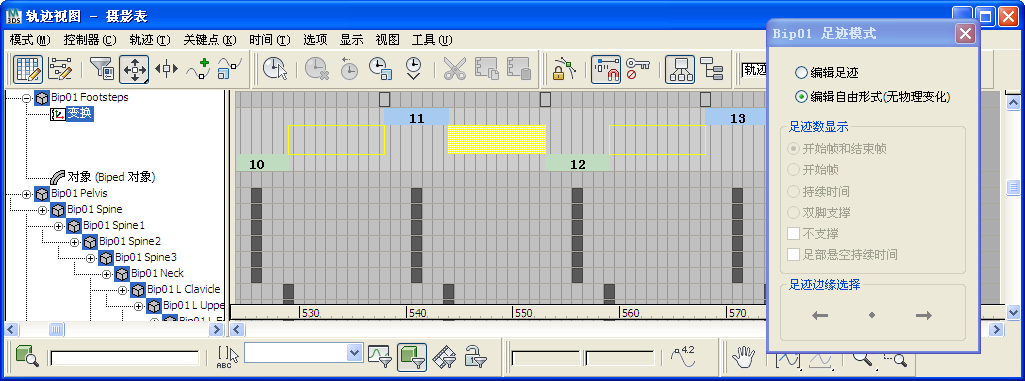 轨迹视图 - 摄影表
模式(M) 控制器(C) 轨迹(T) 关键点(K) 时间(I) 选项 显示 视图 工具(U)
Bip01 Footsteps
变换
对象 (Biped 对象)
Bip01 Pelvis
Bip01 Spine
Bip01 Spine1
Bip01 Spine2
Bip01 Spine3
Bip01 Neck
Bip01 L Clavicle
Bip01 L Uppe
11
13
10
12
530 540 550 560 570
Bip01 足迹模式
编辑足迹
编辑自由形式(无物理变化)
足迹数显示
开始帧和结束帧
开始帧
持续时间
双脚支撑
不支撑
足部悬空持续时间
足迹边缘选择
ABC
4.2